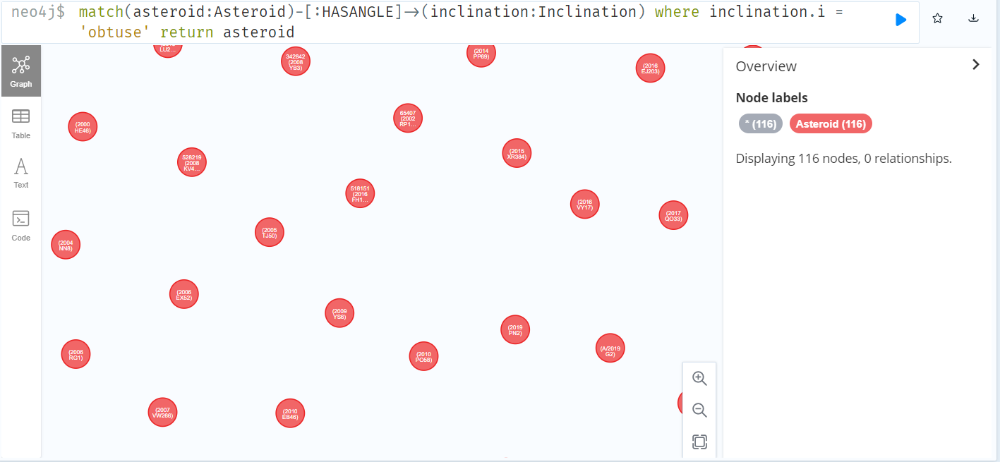 neo4j$ match(asteroid:Asteroid)-[:HASANGLE]→(inclination:Inclination) where inclination.i =
'obtuse' return asteroid
Graph
Table
Text
Code
LU2...
342842
(2008
YB3)
(2014
PP69)
(2016
EJ203)
(2000
HE46)
65407
(2002
RP1...
528219
(2008
KV4...
(2015
XR384)
518151
(2016
FH1...
(2016
VY17)
(2017
QO33)
(2005
TJ50)
(2004
NN8)
(2006
EX52)
(2009
YS6)
(2019
PN2)
(A/2019
G2)
(2006
RG1)
(2010
PO58)
(2007
VW266)
(2010
EB46)
Overview
Node labels
* (116)
Asteroid (116)
Displaying 116 nodes, 0 relationships.